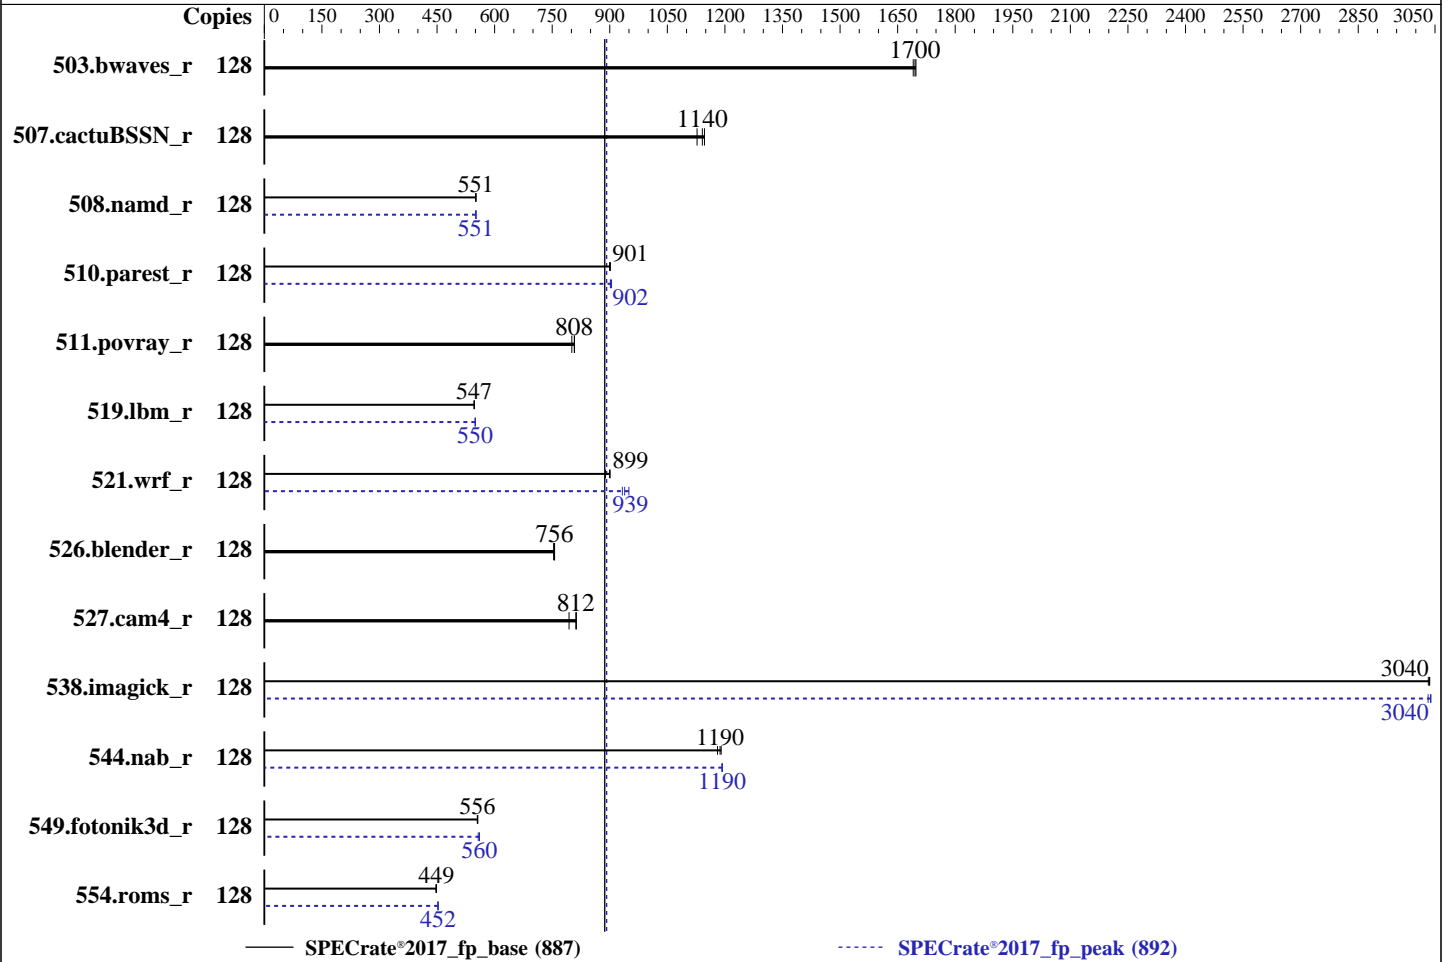 Copies 0 150 300 450 600 750 900 1050 1200 1350 1500 1650 1800 1950 2100 2250 2400 2550 2700 2850 3050
1700
503.bwaves_r 128
1140
507.cactuBSSN_r 128
551
508.namd_r 128
551
901
510.parest_r 128
902
808
511.povray_r 128
547
519.lbm_r 128
550
899
521.wrf_r 128
939
756
526.blender_r 128
812
527.cam4_r 128
3040
538.imagick_r 128
3040
1190
544.nab_r 128
1190
556
549.fotonik3d_r 128
560
449
554.roms_r 128
452
SPECrate®2017_fp_base (887) SPECrate®2017_fp_peak (892)